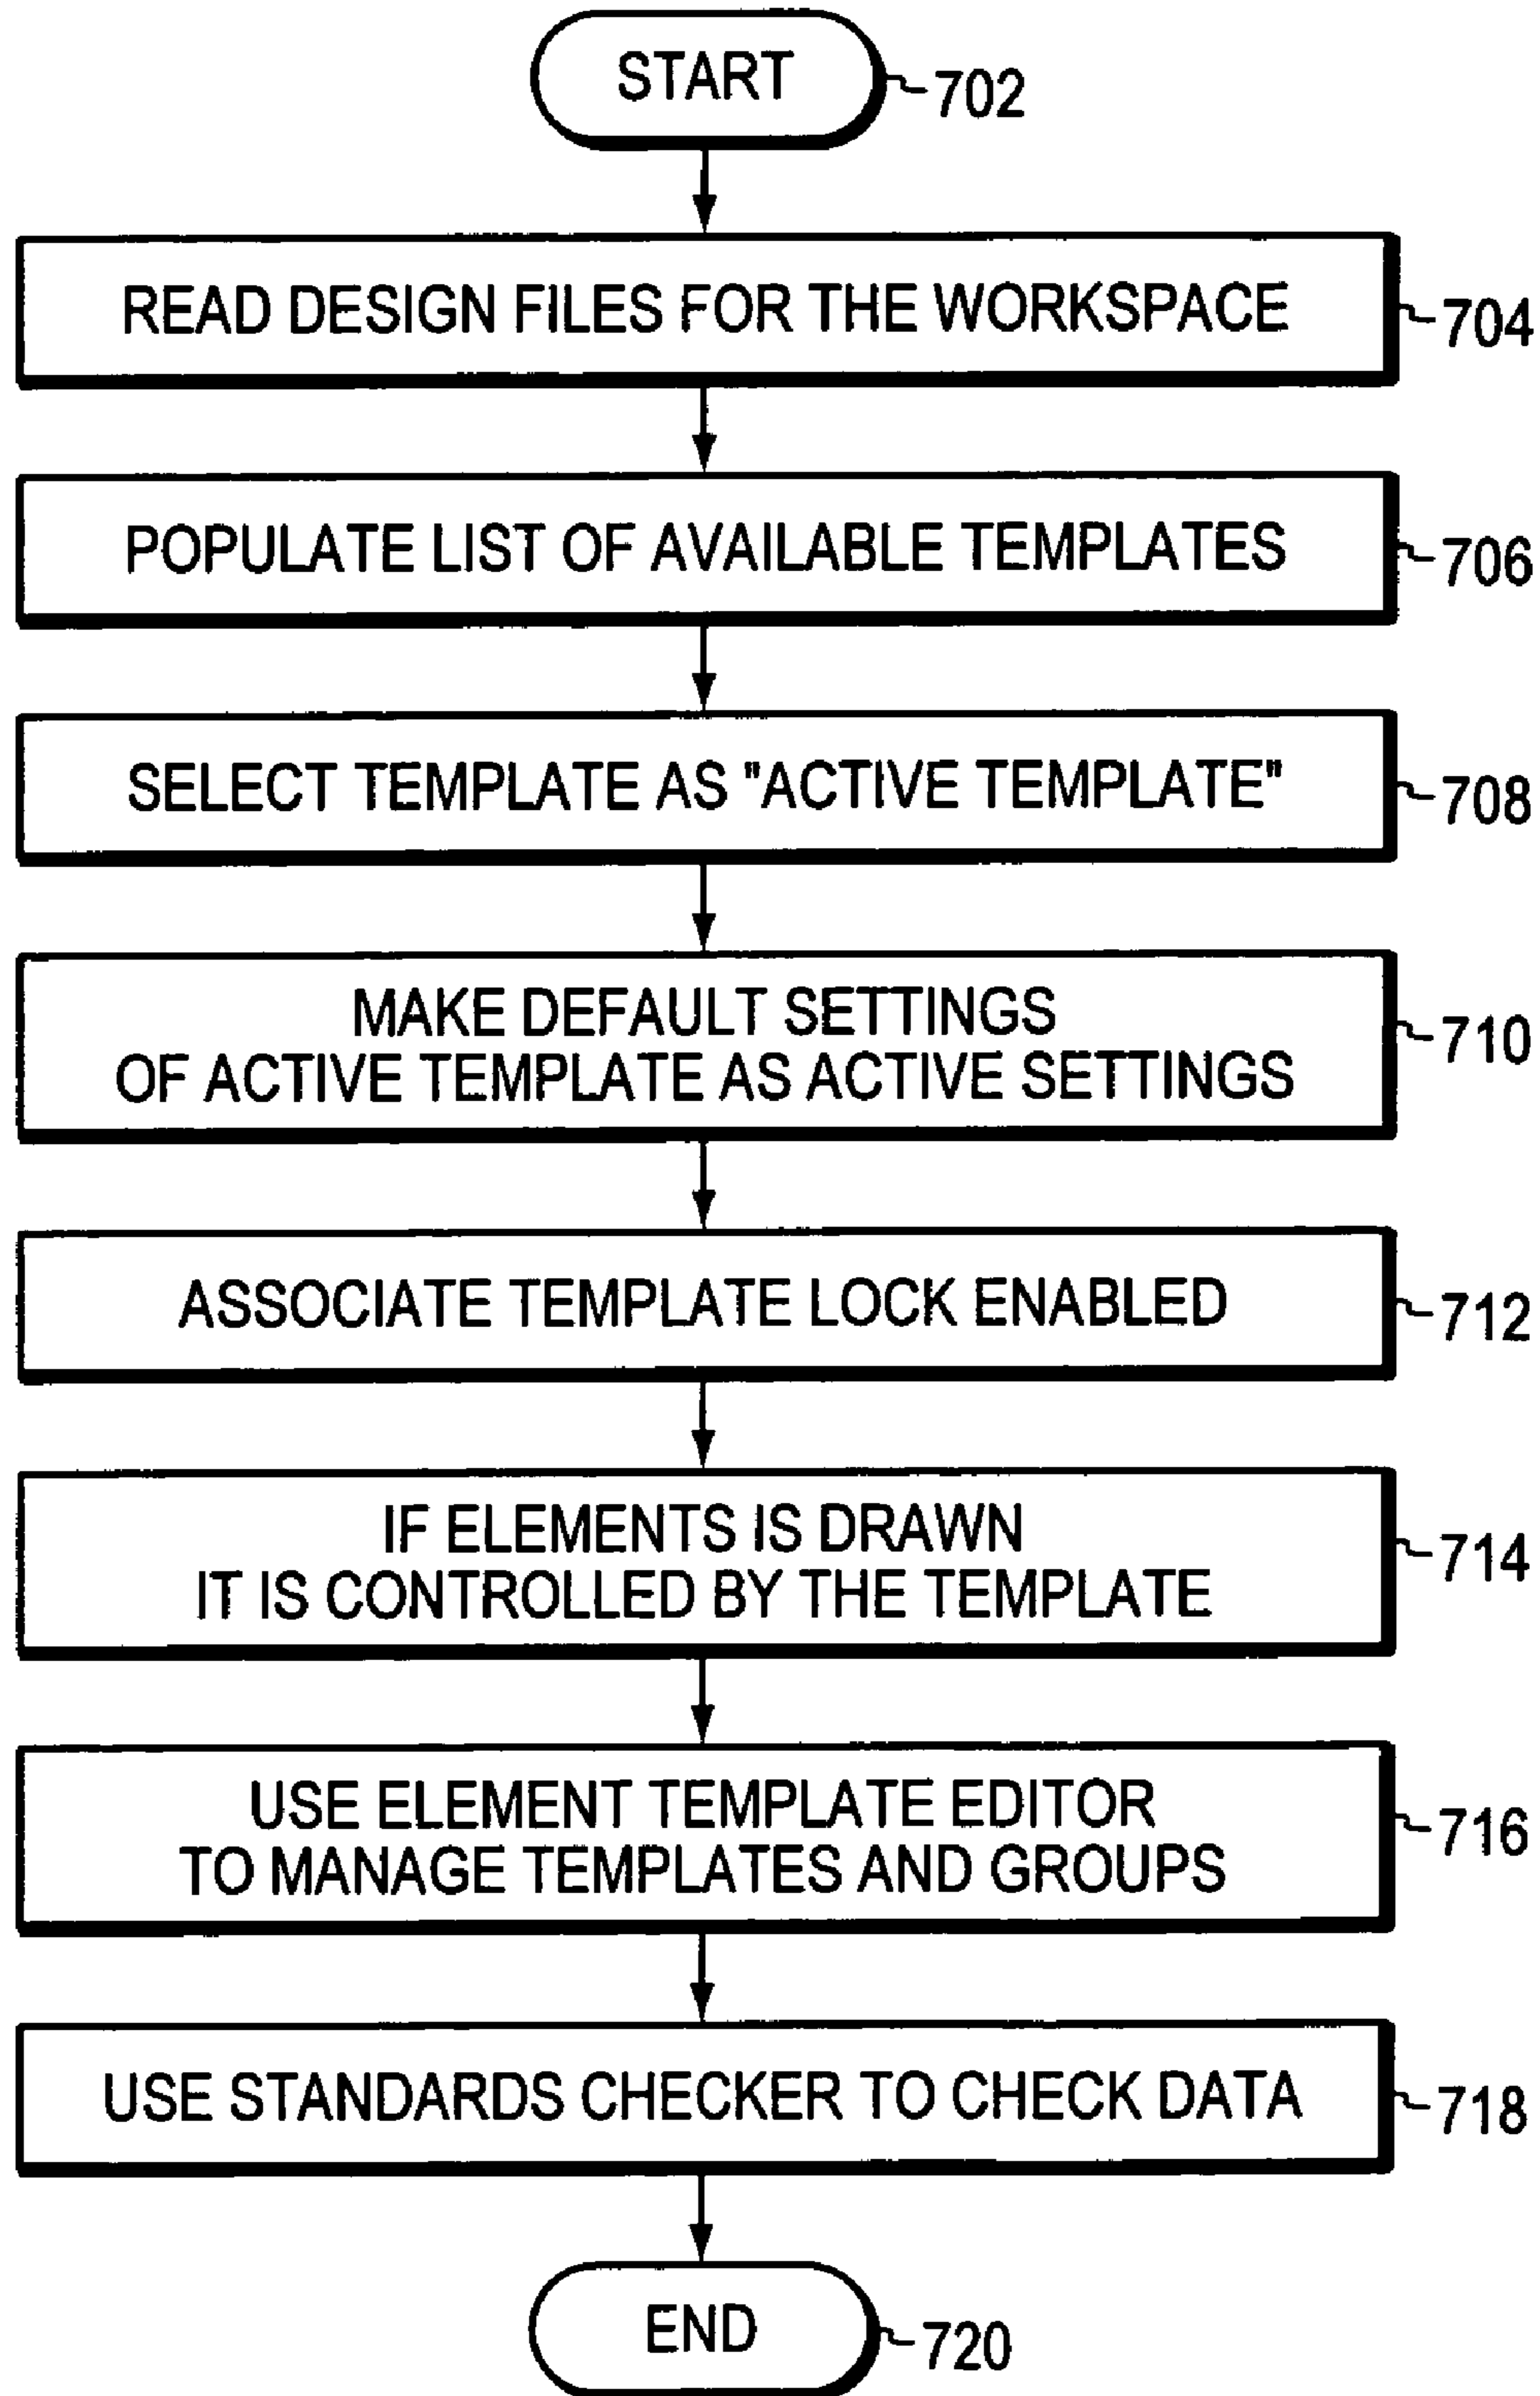 START
702
READ DESIGN FILES FOR THE WORKSPACE
704
POPULATE LIST OF AVAILABLE TEMPLATES
706
SELECT TEMPLATE AS "ACTIVE TEMPLATE"
708
MAKE DEFAULT SETTINGS
OF ACTIVE TEMPLATE AS ACTIVE SETTINGS
710
ASSOCIATE TEMPLATE LOCK ENABLED
712
IF ELEMENTS IS DRAWN
IT IS CONTROLLED BY THE TEMPLATE
714
USE ELEMENT TEMPLATE EDITOR
TO MANAGE TEMPLATES AND GROUPS
716
USE STANDARDS CHECKER TO CHECK DATA
718
END
720